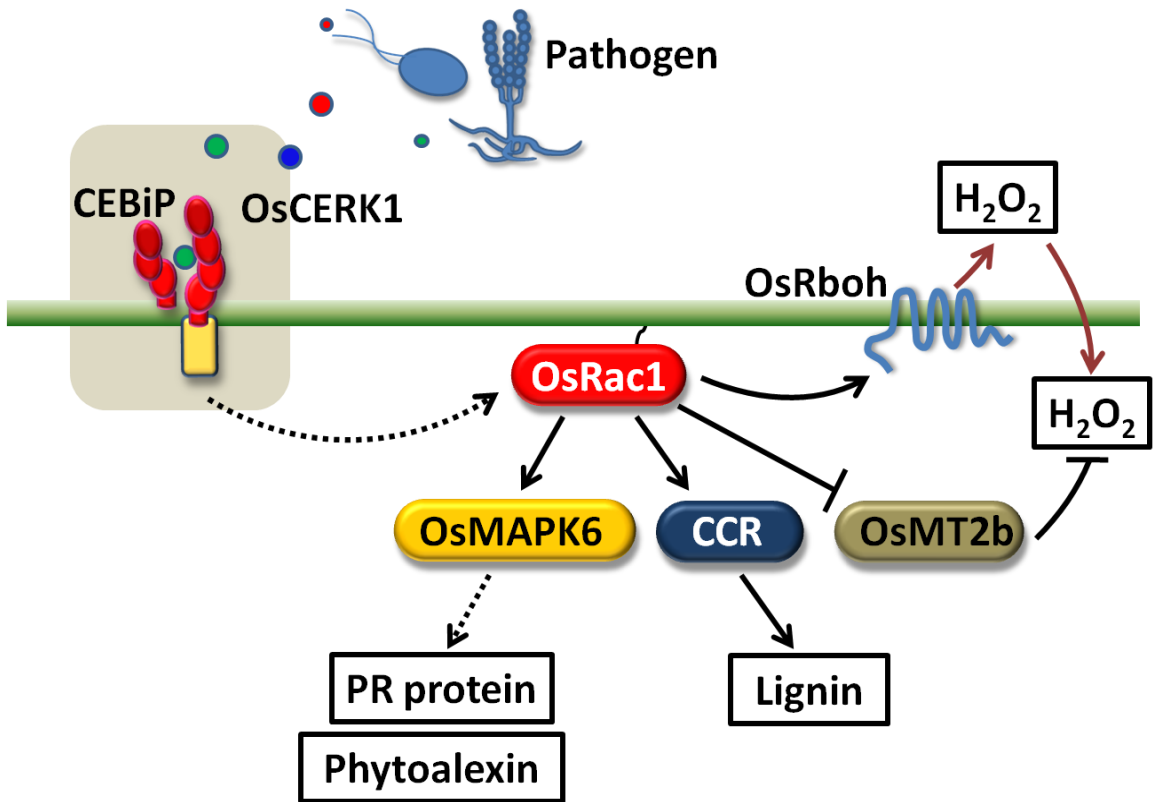 Pathogen
CEBiP
OsCERK1
H₂O₂
OsRboh
OsRac1
H₂O₂
OsMAPK6
CCR
OsMT2b
PR protein
Lignin
Phytoalexin